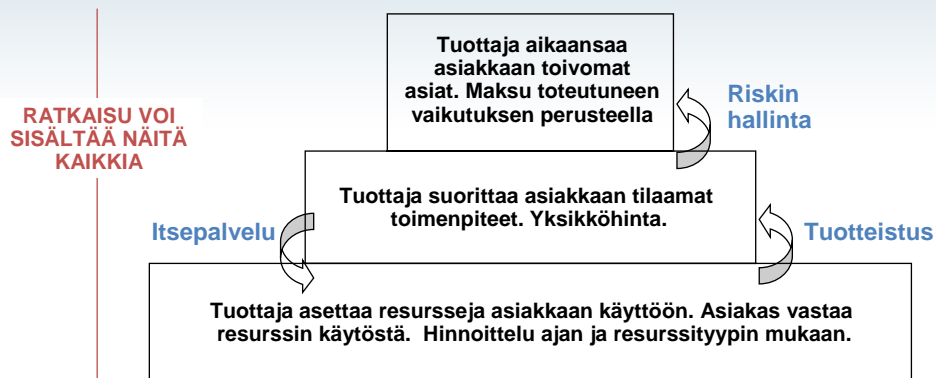 Tuottaja aikaansaa
asiakkaan toivomat
asiat. Maksu toteutuneen
vaikutuksen perusteella
Riskin
hallinta
RATKAISU VOI
SISÄLTÄÄ NÄITÄ
KAIKKIA
Tuottaja suorittaa asiakkaan tilaamat
toimenpiteet. Yksikköhinta.
Itsepalvelu
Tuotteistus
Tuottaja asettaa resursseja asiakkaan käyttöön. Asiakas vastaa
resurssin käytöstä. Hinnoittelu ajan ja resurssityypin mukaan.